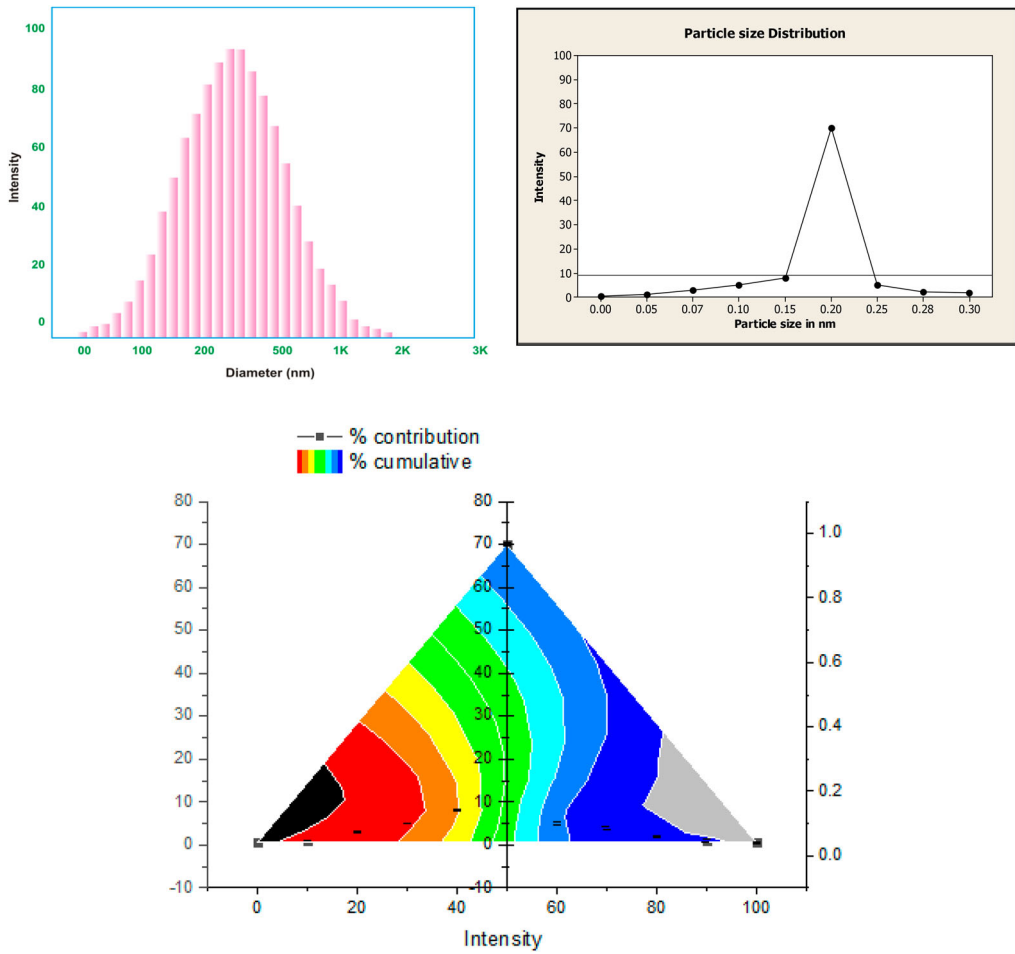 100
80
60
40
20
0
Intensity
00 100 200 500 1K 2K 3K
Diameter (nm)
Particle size Distribution
100
90
80
70
60
50
40
30
20
10
0
Intensity
0.00 0.05 0.07 0.10 0.15 0.20 0.25 0.28 0.30
Particle size in nm
% contribution
% cumulative
80 80
70 70 1.0
60 60 0.8
50 50
40 40 0.6
30 30 0.4
20 20
10 10 0.2
0 0 0.0
-10 -10
0 20 40 60 80 100
Intensity